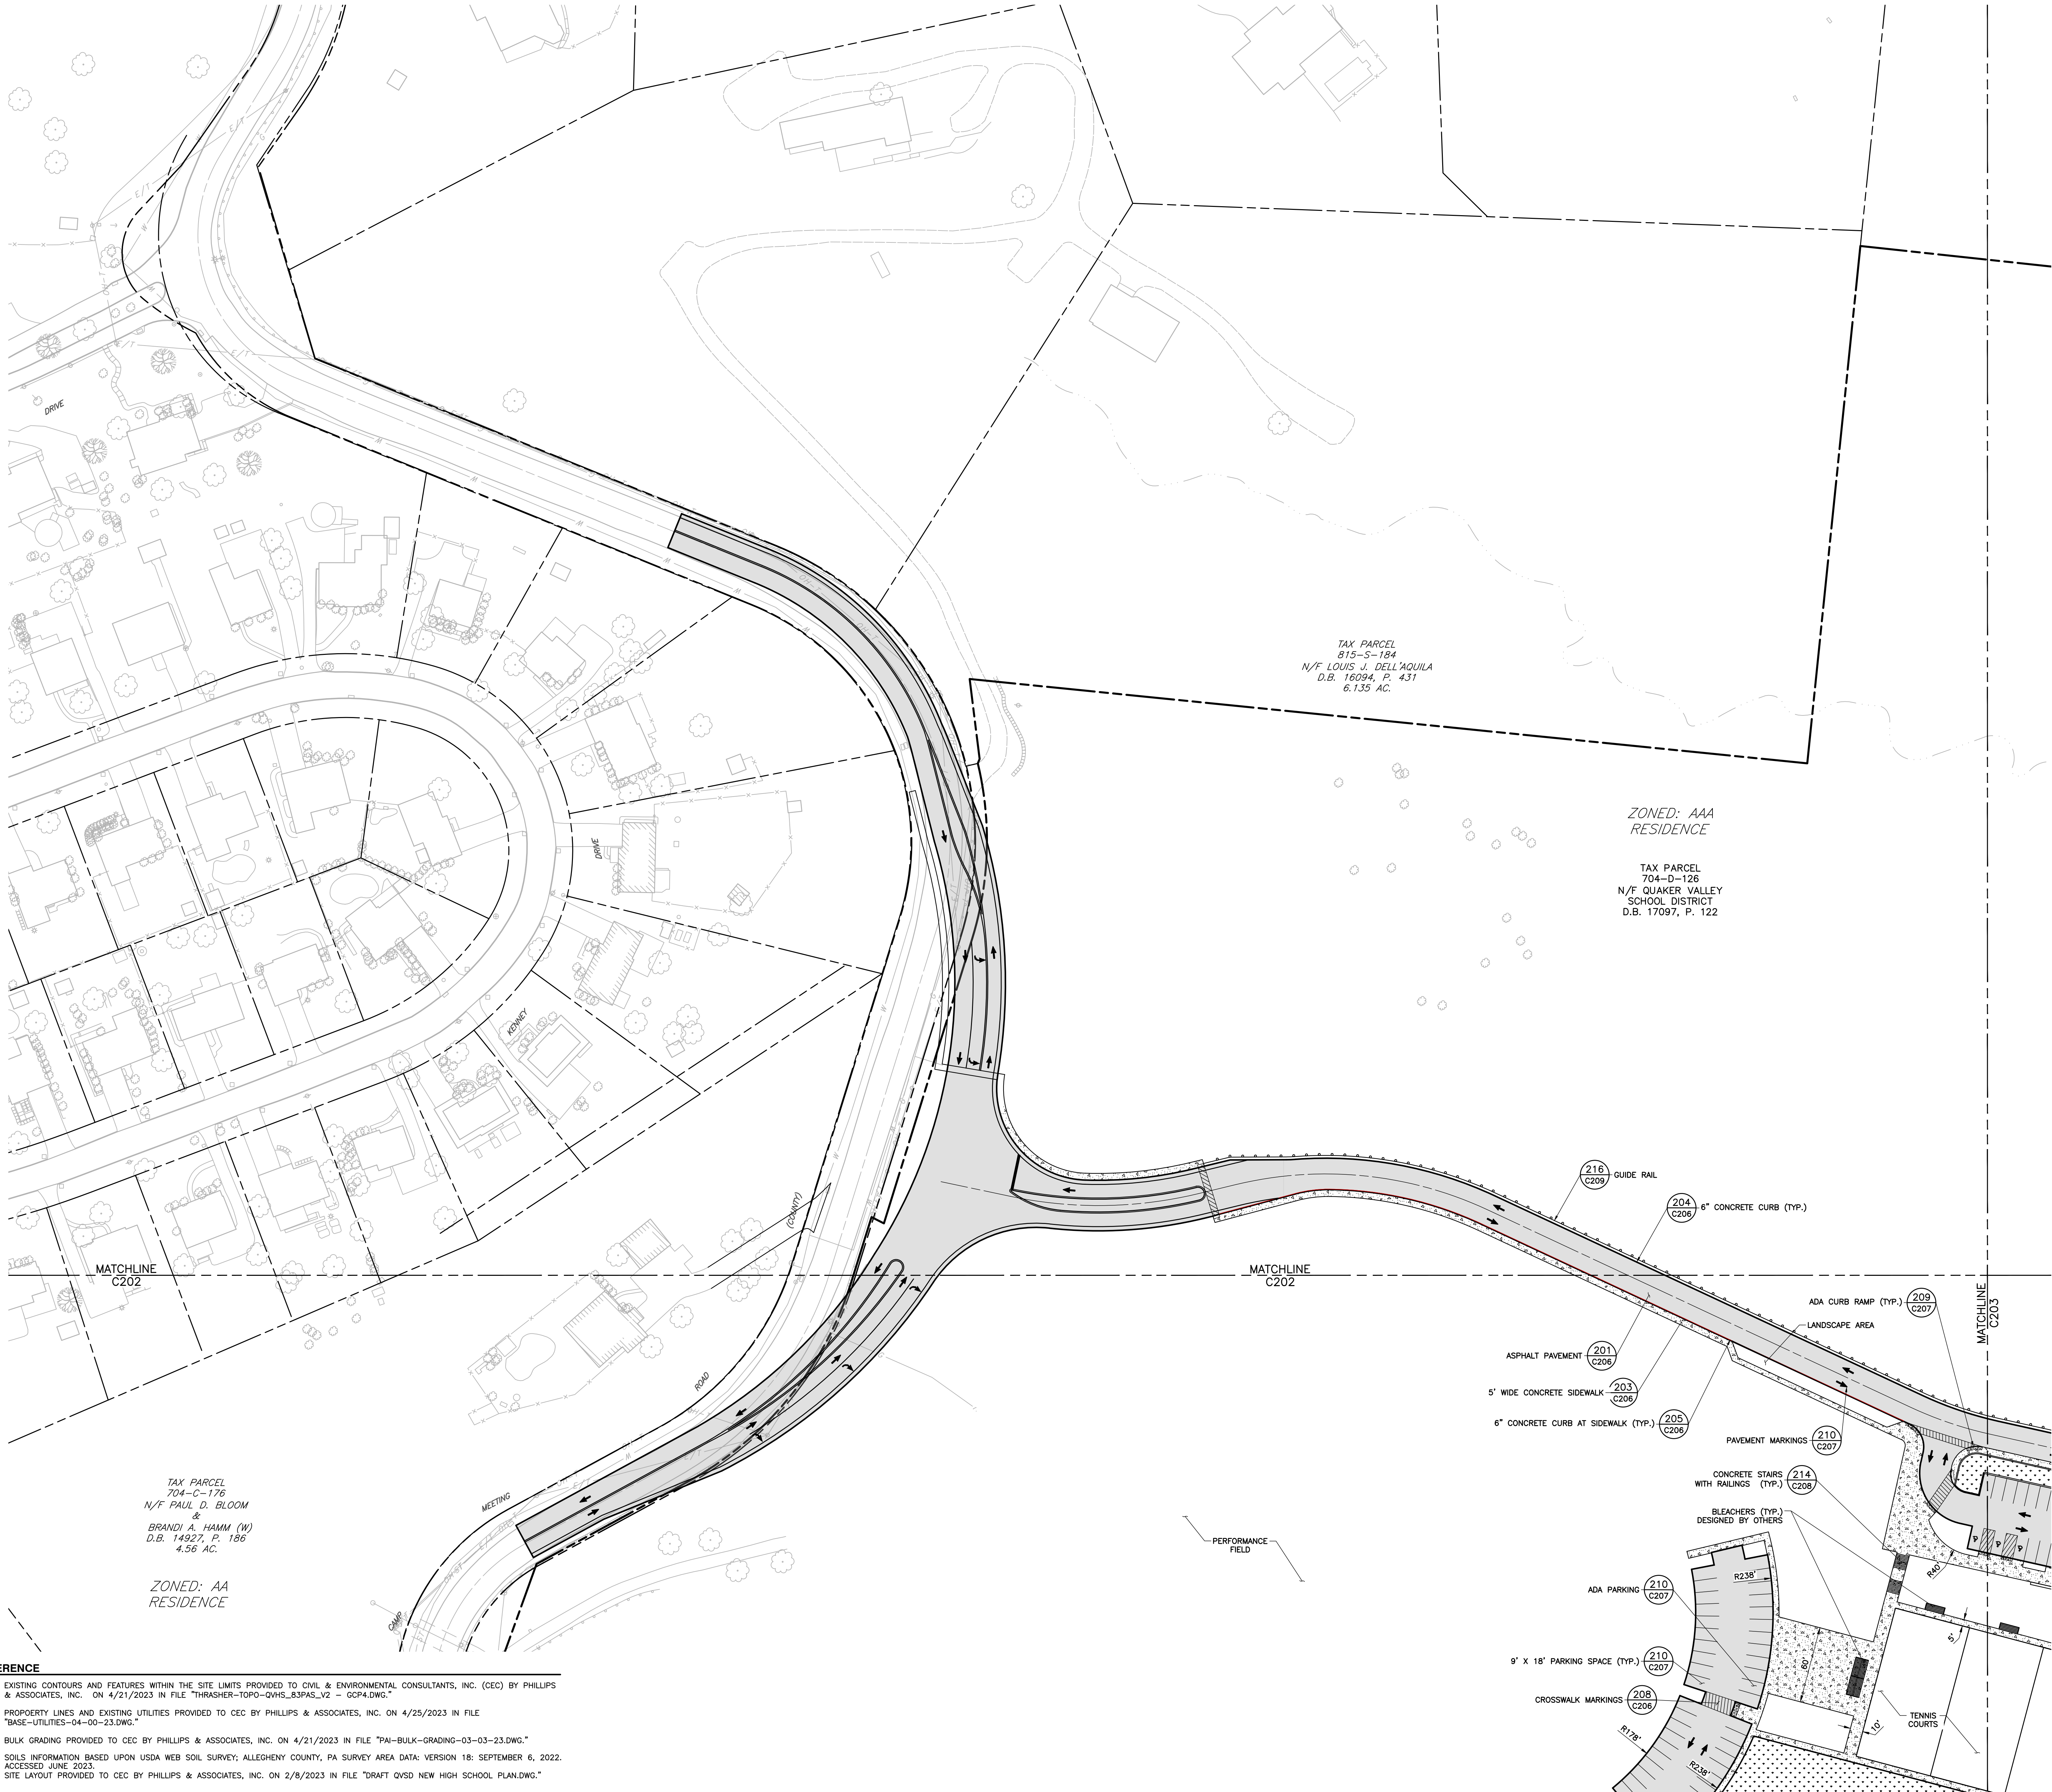 DRIVE
TAX PARCEL
815-S-184
N/F LOUIS J. DELL'AQUILA
D.B. 16094, P. 431
6.135 AC.
ZONED: AAA
RESIDENCE
TAX PARCEL
704-D-126
N/F QUAKER VALLEY
SCHOOL DISTRICT
D.B. 17097, P. 122
DRIVE
KENNEY
(COUNTY)
216
C209
GUIDE RAIL
204
C206
6" CONCRETE CURB (TYP.)
MATCHLINE
C202
MATCHLINE
C202
MATCHLINE
C203
ADA CURB RAMP (TYP.)
209
C207
LANDSCAPE AREA
ASPHALT PAVEMENT
201
C206
5' WIDE CONCRETE SIDEWALK
203
C206
6" CONCRETE CURB AT SIDEWALK (TYP.)
205
C206
PAVEMENT MARKINGS
210
C207
ROAD
MEETING
CAMP
CONCRETE STAIRS
WITH RAILINGS (TYP.)
214
C208
BLEACHERS (TYP.)
DESIGNED BY OTHERS
TAX PARCEL
704-C-176
N/F PAUL D. BLOOM
&
BRANDI A. HAMM (W)
D.B. 14927, P. 186
4.56 AC.
ZONED: AA
RESIDENCE
PERFORMANCE
FIELD
R40'
R238'
ADA PARKING
210
C207
5'
60'
9' X 18' PARKING SPACE (TYP.)
210
C207
CROSSWALK MARKINGS
208
C206
10'
TENNIS
COURTS
R178'
R238'
ERENCE
EXISTING CONTOURS AND FEATURES WITHIN THE SITE LIMITS PROVIDED TO CIVIL & ENVIRONMENTAL CONSULTANTS, INC. (CEC) BY PHILLIPS
& ASSOCIATES, INC. ON 4/21/2023 IN FILE "THRASHER-TOPO-QVHS_83PAS_V2 - GCP4.DWG."
PROPOERTY LINES AND EXISTING UTILITIES PROVIDED TO CEC BY PHILLIPS & ASSOCIATES, INC. ON 4/25/2023 IN FILE
"BASE-UTILITIES-04-00-23.DWG."
BULK GRADING PROVIDED TO CEC BY PHILLIPS & ASSOCIATES, INC. ON 4/21/2023 IN FILE "PAI-BULK-GRADING-03-03-23.DWG."
SOILS INFORMATION BASED UPON USDA WEB SOIL SURVEY; ALLEGHENY COUNTY, PA SURVEY AREA DATA: VERSION 18: SEPTEMBER 6, 2022.
ACCESSED JUNE 2023.
SITE LAYOUT PROVIDED TO CEC BY PHILLIPS & ASSOCIATES, INC. ON 2/8/2023 IN FILE "DRAFT QVSD NEW HIGH SCHOOL PLAN.DWG."